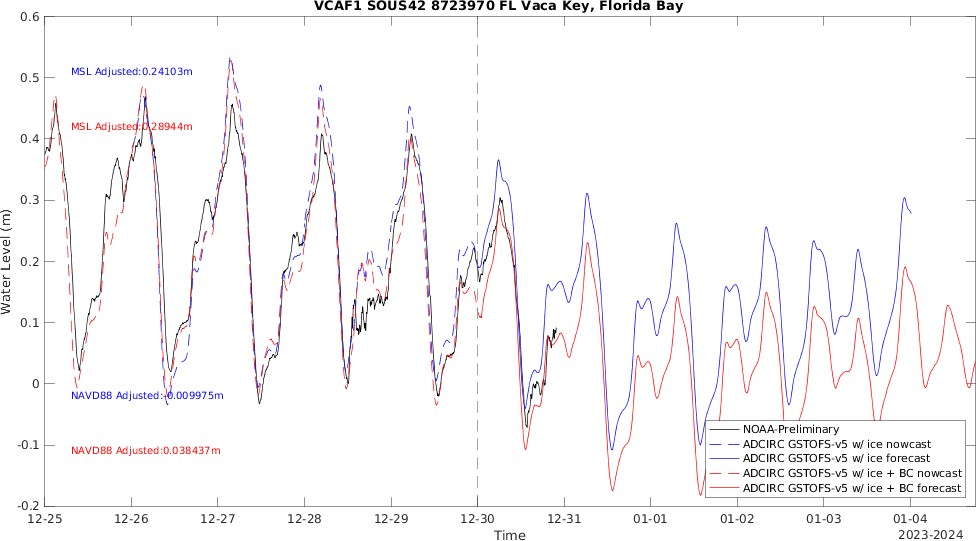 VCAF1 SOUS42 8723970 FL Vaca Key, Florida Bay
0.6
0.5
0.4
0.3
0.2
0.1
0
-0.1
-0.2
Water Level (m)
MSL Adjusted:0.24103m
MSL Adjusted:0.28944m
NAVD88 Adjusted:-0.009975m
NAVD88 Adjusted:0.038437m
NOAA-Preliminary
ADCIRC GSTOFS-v5 w/ ice nowcast
ADCIRC GSTOFS-v5 w/ ice forecast
ADCIRC GSTOFS-v5 w/ ice + BC nowcast
ADCIRC GSTOFS-v5 w/ ice + BC forecast
12-25 12-26 12-27 12-28 12-29 12-30 12-31 01-01 01-02 01-03 01-04
Time
2023-2024